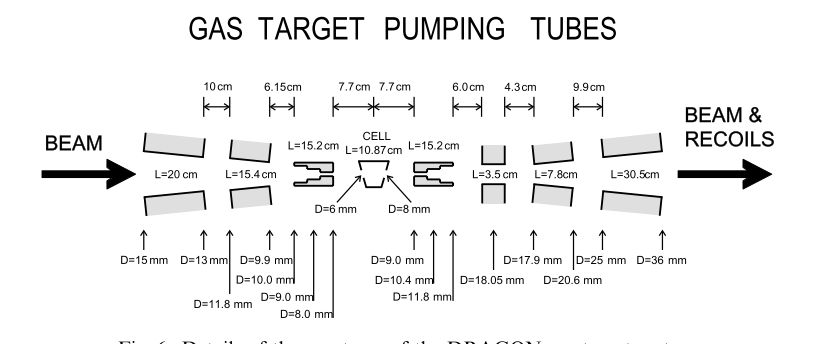 GAS TARGET PUMPING TUBES
10 cm 6.15 cm 7.7 cm 7.7 cm 6.0 cm 4.3 cm 9.9 cm
BEAM
BEAM &
RECOILS
CELL
L=15.2 cm L=10.87cm L=15.2 cm
L=20 cm L=15.4 cm L=3.5 cm L=7.8cm L=30.5cm
D=6 mm D=8 mm
D=15 mm D=13 mm D=9.9 mm D=9.0 mm D=17.9 mm D=25 mm D=36 mm
D=10.0 mm D=10.4 mm D=18.05 mm D=20.6 mm
D=11.8 mm D=9.0 mm D=11.8 mm
D=8.0 mm